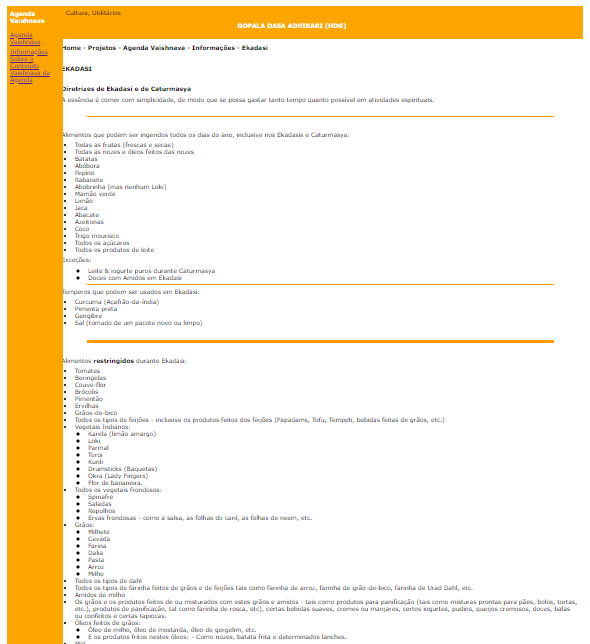 Agenda
Vaishnava
Agenda
Vaishnava
Informações
Sobre o
Conteúdo
Vaishnava da
Agenda
Cultura, Utilitários
GOPALA DASA ADHIKARI (HDG)
Home - Projetos - Agenda Vaishnava - Informações - Ekadasi
EKADASI
Diretrizes de Ekadasi e de Caturmasya
A essência é comer com simplicidade, de modo que se possa gastar tanto tempo quanto possível em atividades espirituais.
Alimentos que podem ser ingeridos todos os dias do ano, inclusive nos Ekadasis e Caturmasya:
Todas as frutas (frescas e secas)
Todas as nozes e óleos feitos das nozes
Batatas
Abóbora
Pepino
Rabanete
Abobrinha (mas nenhum Loki)
Mamão verde
Limão
Jaca
Abacate
Azeitonas
Coco
Trigo mourisco
Todos os açúcares
Todos os produtos de leite
Exceções:
Leite & iogurte puros durante Caturmasya
Doces com Amidos em Ekadasi
Temperos que podem ser usados em Ekadasi:
Curcuma (Açafrão-da-índia)
Pimenta preta
Gengibre
Sal (tomado de um pacote novo ou limpo)
Alimentos restringidos durante Ekadasi:
Tomates
Beringelas
Couve-flor
Brócolis
Pimentão
Ervilhas
Grãos-de-bico
Todos os tipos de feijões - inclusive os produtos feitos dos feijões (Papadams, Tofu, Tempeh, bebidas feitas de grãos, etc.)
Vegetais Indianos:
Karela (limão amargo)
Loki
Parmal
Toroi
Kunli
Drumsticks (Baquetas)
Okra (Lady Fingers)
Flor de bananeira.
Todos os vegetais frondosos:
Spinafre
Saladas
Repolhos
Ervas frondosas - como a salsa, as folhas do caril, as folhas de neem, etc.
Grãos:
Milhete
Cevada
Farina
Dalia
Pasta
Arroz
Milho
Todos os tipos de dahl
Todos os tipos de farinha feitos de grãos e de feijões tais como farinha de arroz, farinha de grão-de-bico, farinha de Urad Dahl, etc.
Amidos de milho
Os grãos e os produtos feitos de ou misturados com estes grãos e amidos - tais como produtos para panificação (tais como misturas prontas para pães, bolos, tortas,
etc.), produtos de panificação, tal como farinha de rosca, etc), certas bebidas suaves, cremes ou manjares, certos iogurtes, pudins, queijos cremosos, doces, balas
ou confeitos e certas tapiocas.
Óleos feitos de grãos:
Óleo de milho, óleo de mostarda, óleo de gergelim, etc.
E os produtos fritos nestes óleos: - Como nozes, batata frita e determinados lanches.